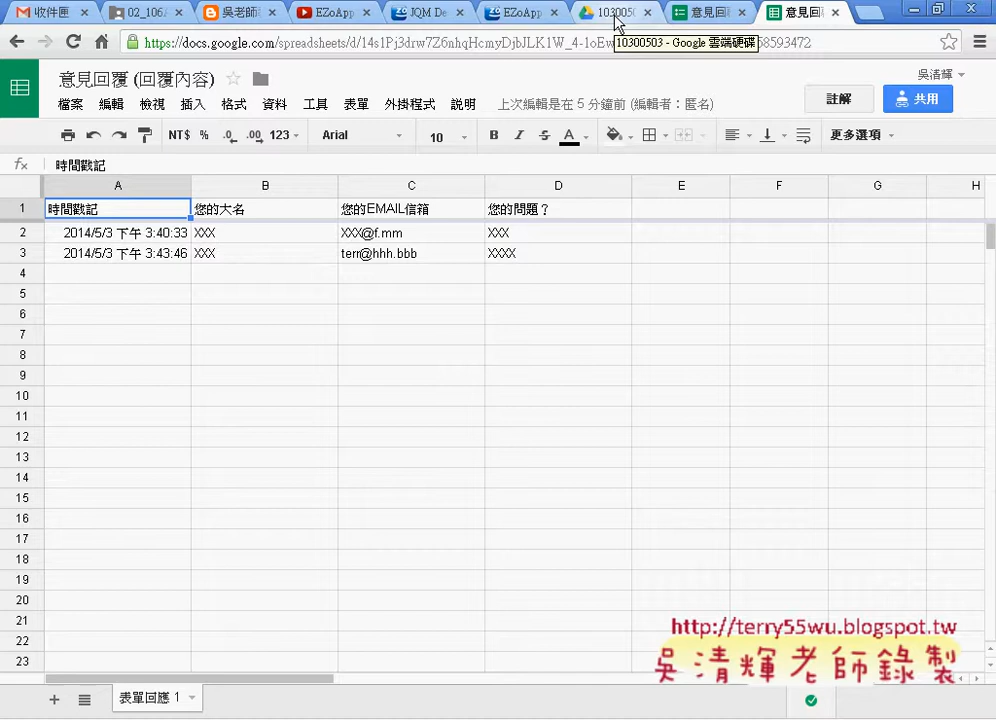 收件匣
02_106
吳老師
EZoApp
JQM De
EZoApp
103005
意見回
意見回
https://docs.google.com/spreadsheets/d/14s1Pj3drw7Z6nhqHcmyDjbJLK1W_4-1oEw
58593472
10300503 - Google 雲端硬碟
意見回覆 (回覆內容)
吳清輝
檔案 編輯 檢視 插入 格式 資料 工具 表單 外掛程式 說明 上次編輯是在 5 分鐘前 (編輯者：匿名)
註解 共用
NT$ % .0 .00 123 Arial 10 B I S A 更多選項
fx 時間戳記
A B C D E F G H
1 時間戳記 您的大名 您的EMAIL信箱 您的問題？
2 2014/5/3 下午 3:40:33 XXX XXX@f.mm XXX
3 2014/5/3 下午 3:43:46 XXX terr@hhh.bbb XXXX
4
5
6
7
8
9
10
11
12
13
14
15
16
17
18
19
20
21
22
23
http://terry55wu.blogspot.tw
吳清輝老師錄製
表單回應 1